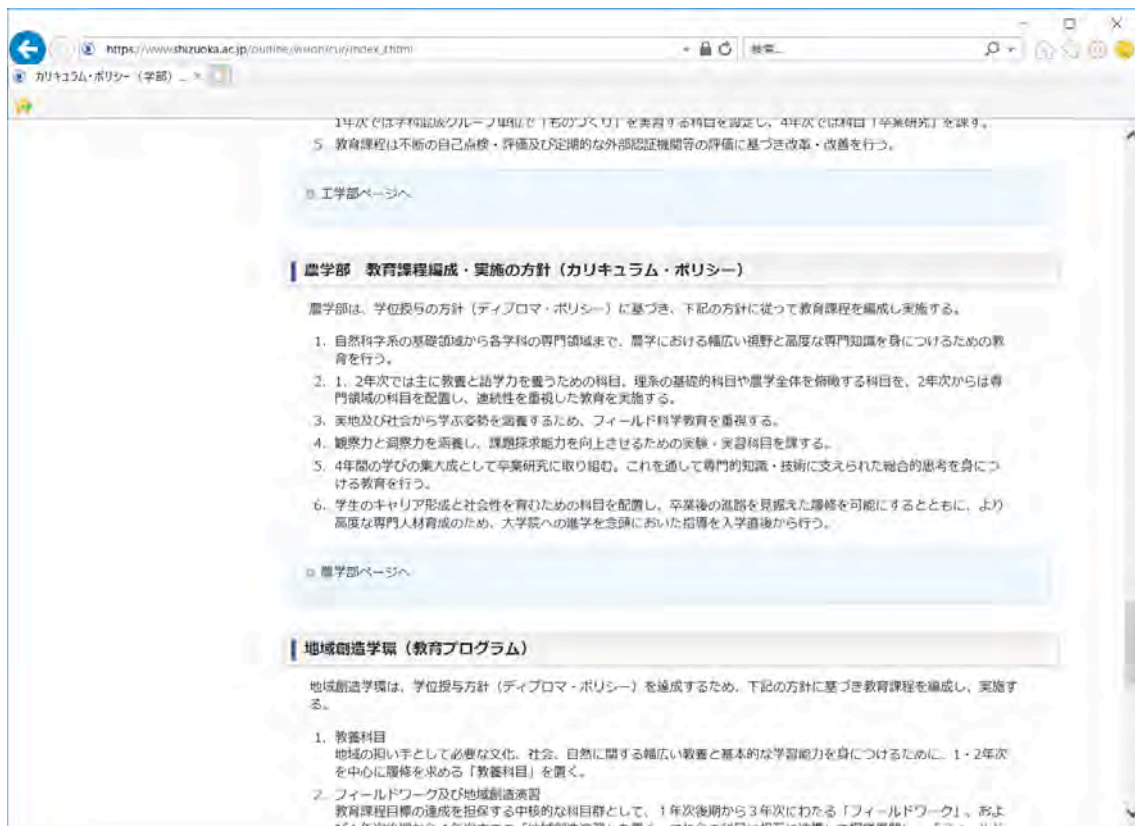 https://www.shizuoka.ac.jp/outline/vision/cur/index_f.html
検索...
カリキュラム・ポリシー（学部）...
1年次では学科混成グループ単位で「ものづくり」を実習する科目を設定し、4年次では科目「卒業研究」を課す。
5. 教育課程は不断の自己点検・評価及び定期的な外部認証機関等の評価に基づき改革・改善を行う。
工学部ページへ
農学部　教育課程編成・実施の方針（カリキュラム・ポリシー）
農学部は、学位授与の方針（ディプロマ・ポリシー）に基づき、下記の方針に従って教育課程を編成し実施する。
1. 自然科学系の基礎領域から各学科の専門領域まで、農学における幅広い視野と高度な専門知識を身につけるための教
育を行う。
2. 1、2年次では主に教養と語学力を養うための科目、理系の基礎的科目や農学全体を俯瞰する科目を、2年次からは専
門領域の科目を配置し、連続性を重視した教育を実施する。
3. 実地及び社会から学ぶ姿勢を涵養するため、フィールド科学教育を重視する。
4. 観察力と洞察力を涵養し、課題探求能力を向上させるための実験・実習科目を課する。
5. 4年間の学びの集大成として卒業研究に取り組む。これを通して専門的知識・技術に支えられた総合的思考を身につ
ける教育を行う。
6. 学生のキャリア形成と社会性を育むための科目を配置し、卒業後の進路を見据えた履修を可能にするとともに、より
高度な専門人材育成のため、大学院への進学を念頭においた指導を入学直後から行う。
農学部ページへ
地域創造学環（教育プログラム）
地域創造学環は、学位授与方針（ディプロマ・ポリシー）を達成するため、下記の方針に基づき教育課程を編成し、実施す
る。
1. 教養科目
地域の担い手として必要な文化、社会、自然に関する幅広い教養と基本的な学習能力を身につけるために、1・2年次
を中心に履修を求める「教養科目」を置く。
2. フィールドワーク及び地域創造演習
教育課程目標の達成を担保する中核的な科目群として、1年次後期から3年次にわたる「フィールドワーク」、およ